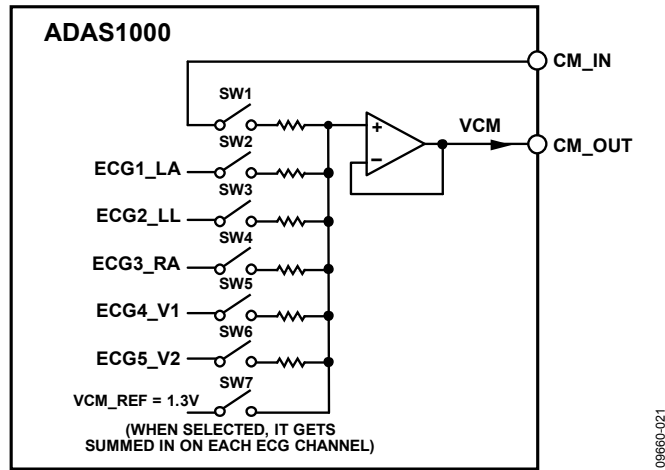 ADAS1000
CM_IN
SW1
+
VCM
CM_OUT
–
SW2
ECG1_LA
SW3
ECG2_LL
SW4
ECG3_RA
SW5
ECG4_V1
SW6
ECG5_V2
SW7
VCM_REF = 1.3V
(WHEN SELECTED, IT GETS
SUMMED IN ON EACH ECG CHANNEL)
09660-021